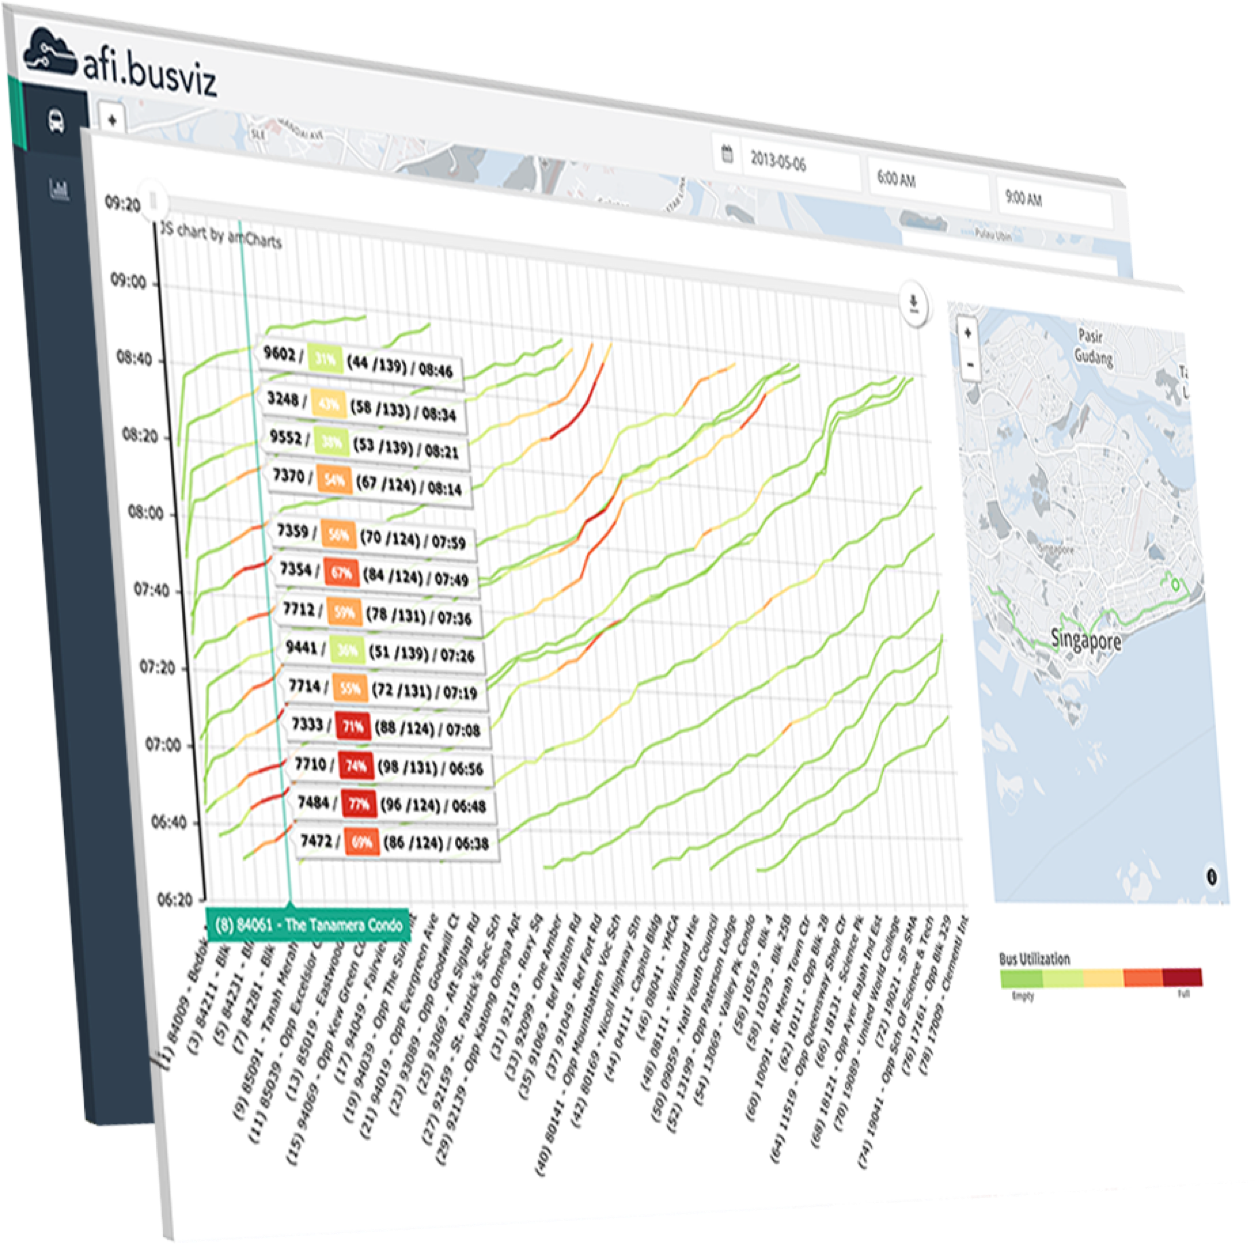 afi.busviz
SLE
MANDAI AVE
2013-05-06
6:00 AM
9:00 AM
Pulau Ubin
JS chart by amCharts
09:20
09:00
08:40
08:20
08:00
07:40
07:20
07:00
06:40
06:20
9602 / 31% (44 /139) / 08:46
3248 / 43% (58 /133) / 08:34
9552 / 38% (53 /139) / 08:21
7370 / 54% (67 /124) / 08:14
7359 / 56% (70 /124) / 07:59
7354 / 67% (84 /124) / 07:49
7712 / 59% (78 /131) / 07:36
9441 / 36% (51 /139) / 07:26
7714 / 55% (72 /131) / 07:19
7333 / 71% (88 /124) / 07:08
7710 / 74% (98 /131) / 06:56
7484 / 77% (96 /124) / 06:48
7472 / 69% (86 /124) / 06:38
(8) 84061 - The Tanamera Condo
(1) 84009 - Bedok
(3) 84211 - Blk
(5) 84231 -
(7) 84281 - Blk
(9) 85091 - Tanah Merah
(11) 85039 - Opp Excelsior
(13) 85019 - Eastwood
(15) 94069 - Opp Kew Green
(17) 94049 -
(19) 94039 - Opp The Summit
(21) 94019 - Opp Evergreen Ave
(23) 93089 - Opp Goodwill Ct
(25) 93069 - Aft Siglap Rd
(27) 92159 - St. Patrick's Sec Sch
(29) 92139 - Opp Katong Omega Apt
(31) 92119 - Roxy Sq
(33) 92099 - One Amber
(35) 91069 - Bef Walton Rd
(37) 91049 - Bef Fort Rd
(40) 80141 - Opp Mountbatten Voc Sch
(42) 80169 - Nicoll Highway Stn
(44) 04111 - Capitol Bldg
(46) 08041 - YMCA
(48) 08111 - Winsland Hse
(50) 09059 - Natl Youth Council
(52) 13199 - Opp Paterson Lodge
(54) 13069 - Valley Pk Condo
(56) 10519 - Blk 4
(58) 10379 - Blk 25B
(60) 10091 - Bt Merah Town Ctr
(62) 10111 - Opp Blk 28
(64) 11519 - Opp Queensway Shop Ctr
(66) 18131 - Science Pk
(68) 18121 - Opp Ayer Rajah Ind Est
(70) 19089 - United World College
(72) 19021 - SPMA
(74) 19041 - Opp Sch Of Science & Tech
(76) 17161 - Opp Blk 329
(78) 17009 - Clementi Int
Pasir
Gudang
Singapore
Singapore
Bus Utilization
Empty
Full